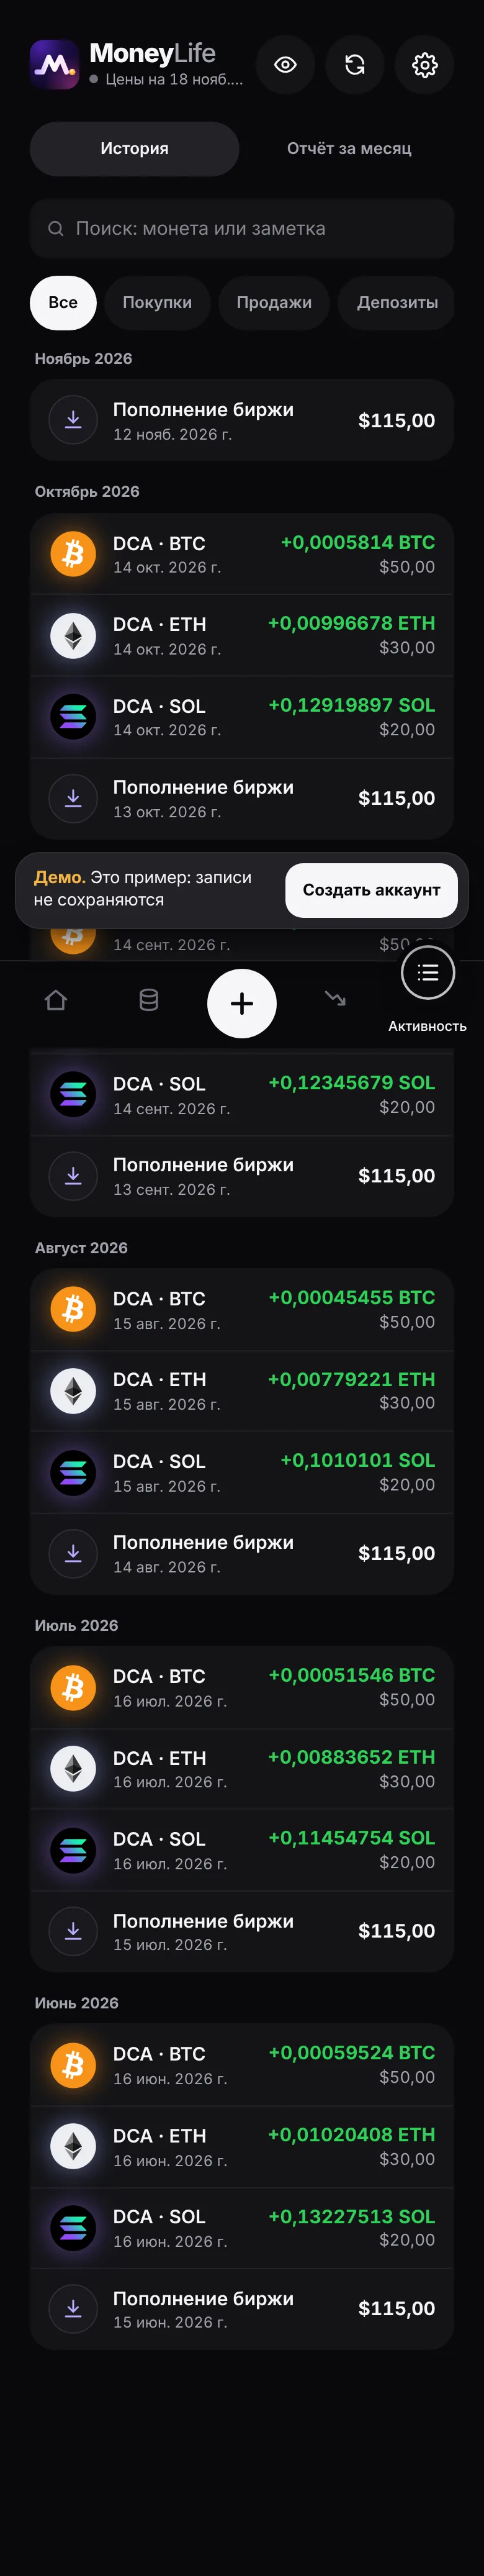 MoneyLife
Цены на 18 нояб....
История
Отчёт за месяц
Поиск: монета или заметка
Все
Покупки
Продажи
Депозиты
Ноябрь 2026
Пополнение биржи
$115,00
12 нояб. 2026 г.
Октябрь 2026
DCA · BTC
+0,0005814 BTC
14 окт. 2026 г.
$50,00
DCA · ETH
+0,00996678 ETH
14 окт. 2026 г.
$30,00
DCA · SOL
+0,12919897 SOL
14 окт. 2026 г.
$20,00
Пополнение биржи
$115,00
13 окт. 2026 г.
Демо. Это пример: записи
не сохраняются
Создать аккаунт
14 сент. 2026 г.
$50,00
Активность
DCA · SOL
+0,12345679 SOL
14 сент. 2026 г.
$20,00
Пополнение биржи
$115,00
13 сент. 2026 г.
Август 2026
DCA · BTC
+0,00045455 BTC
15 авг. 2026 г.
$50,00
DCA · ETH
+0,00779221 ETH
15 авг. 2026 г.
$30,00
DCA · SOL
+0,1010101 SOL
15 авг. 2026 г.
$20,00
Пополнение биржи
$115,00
14 авг. 2026 г.
Июль 2026
DCA · BTC
+0,00051546 BTC
16 июл. 2026 г.
$50,00
DCA · ETH
+0,00883652 ETH
16 июл. 2026 г.
$30,00
DCA · SOL
+0,11454754 SOL
16 июл. 2026 г.
$20,00
Пополнение биржи
$115,00
15 июл. 2026 г.
Июнь 2026
DCA · BTC
+0,00059524 BTC
16 июн. 2026 г.
$50,00
DCA · ETH
+0,01020408 ETH
16 июн. 2026 г.
$30,00
DCA · SOL
+0,13227513 SOL
16 июн. 2026 г.
$20,00
Пополнение биржи
$115,00
15 июн. 2026 г.